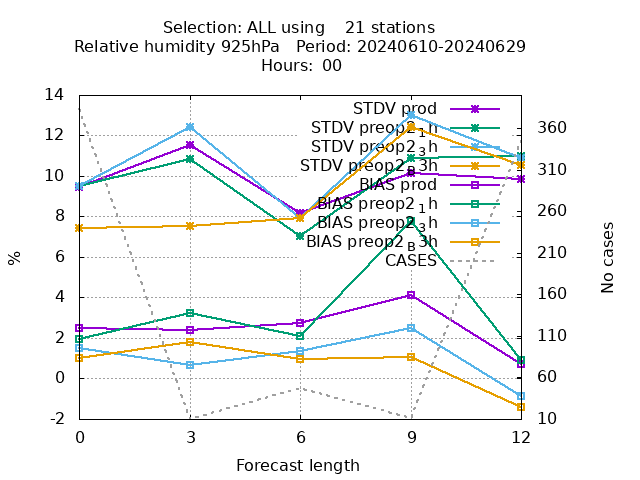 Selection: ALL using    21 stations
Relative humidity 925hPa   Period: 20240610-20240629
Hours: 00
STDV prod
STDV preop2_1h
STDV preop2_3h
STDV preop2_B3h
BIAS prod
BIAS preop2_1h
BIAS preop2_3h
BIAS preop2_B3h
CASES
14
12
10
8
6
4
2
0
-2
%
360
310
260
210
160
110
60
10
No cases
0 3 6 9 12
Forecast length